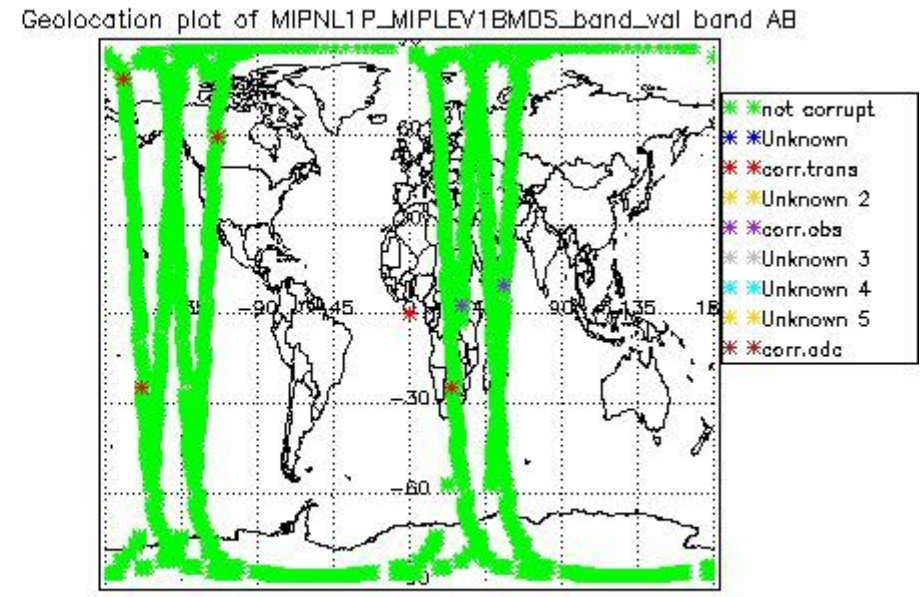 Geolocation plot of MIPNL1P_MIPLEV1BMDS_band_val band AB
not corrupt
Unknown
corr.trans
Unknown 2
corr.obs
Unknown 3
Unknown 4
Unknown 5
corr.adc
60
-90
-45
90
135
-30
-60